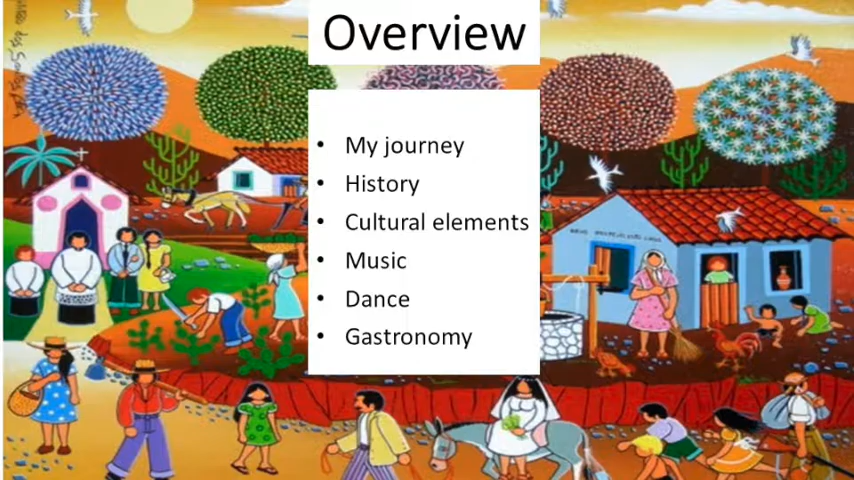 Overview
• My journey
• History
• Cultural elements
• Music
• Dance
• Gastronomy